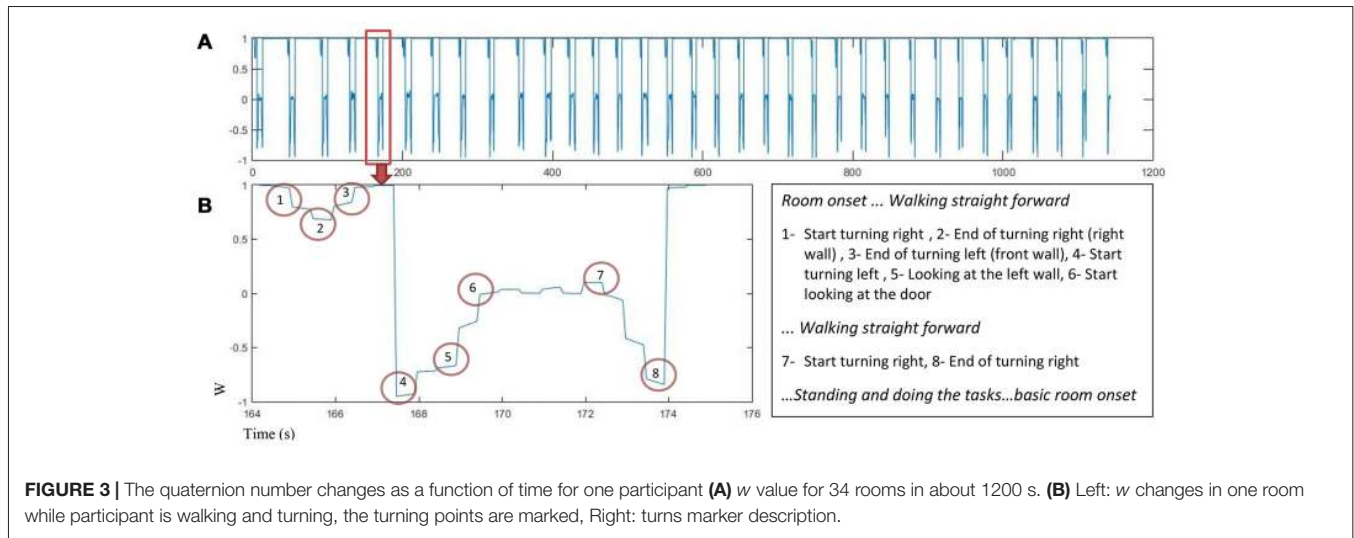 A
1
0.5
0
-0.5
-1
0 200 400 600 800 1000 1200
B
1
0.5
0
-0.5
-1
W
1
2
3
4
5
6
7
8
164 166 168 170 172 174 176
Time (s)
Room onset ... Walking straight forward
1- Start turning right , 2- End of turning right (right
wall) , 3- End of turning left (front wall), 4- Start
turning left , 5- Looking at the left wall, 6- Start
looking at the door
... Walking straight forward
7- Start turning right, 8- End of turning right
...Standing and doing the tasks...basic room onset
FIGURE 3 | The quaternion number changes as a function of time for one participant (A) w value for 34 rooms in about 1200 s. (B) Left: w changes in one room
while participant is walking and turning, the turning points are marked, Right: turns marker description.